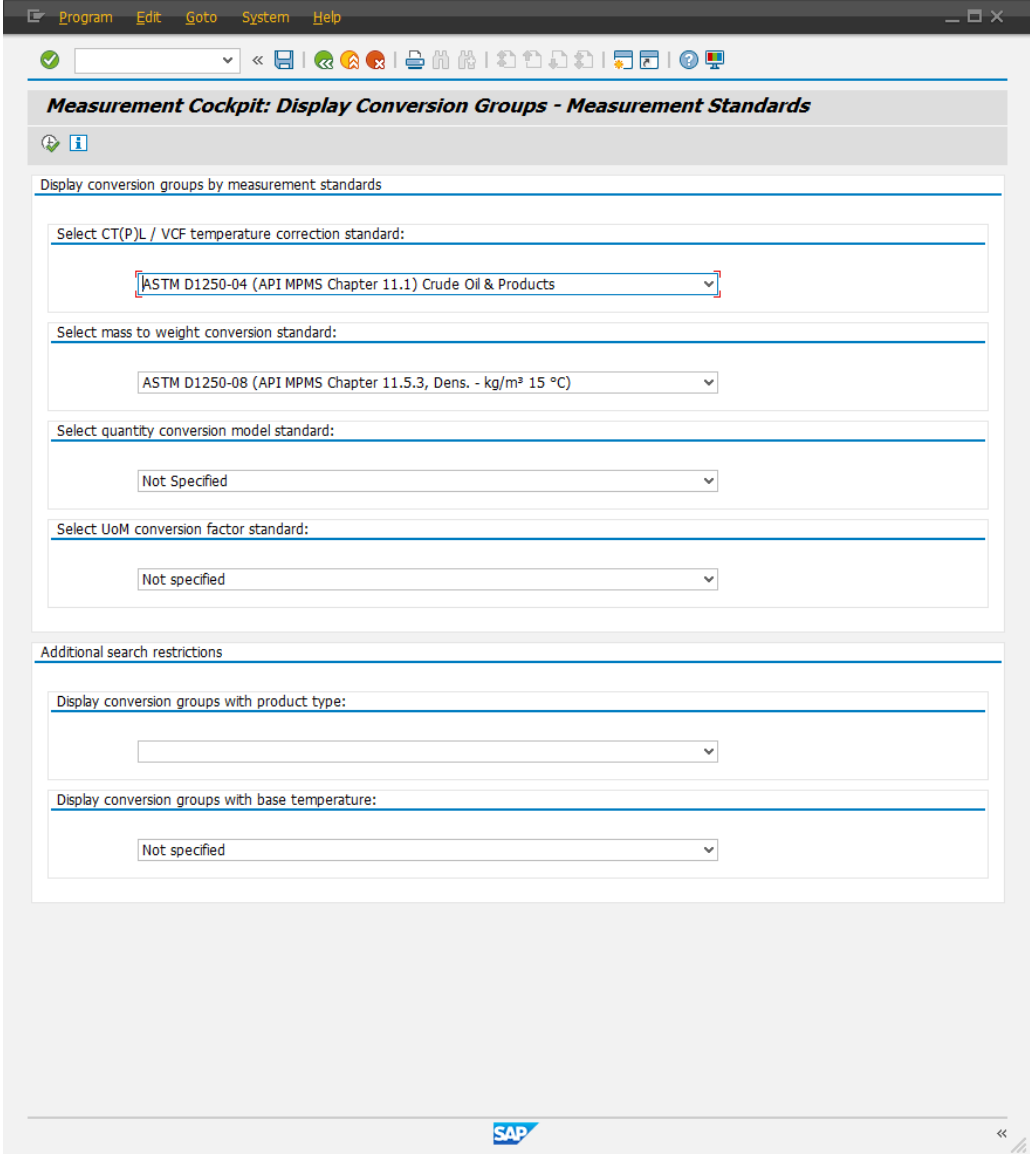 Program Edit Goto System Help
Measurement Cockpit: Display Conversion Groups - Measurement Standards
Display conversion groups by measurement standards
Select CT(P)L / VCF temperature correction standard:
ASTM D1250-04 (API MPMS Chapter 11.1) Crude Oil & Products
Select mass to weight conversion standard:
ASTM D1250-08 (API MPMS Chapter 11.5.3, Dens. - kg/m³ 15 °C)
Select quantity conversion model standard:
Not Specified
Select UoM conversion factor standard:
Not specified
Additional search restrictions
Display conversion groups with product type:
Display conversion groups with base temperature:
Not specified
SAP